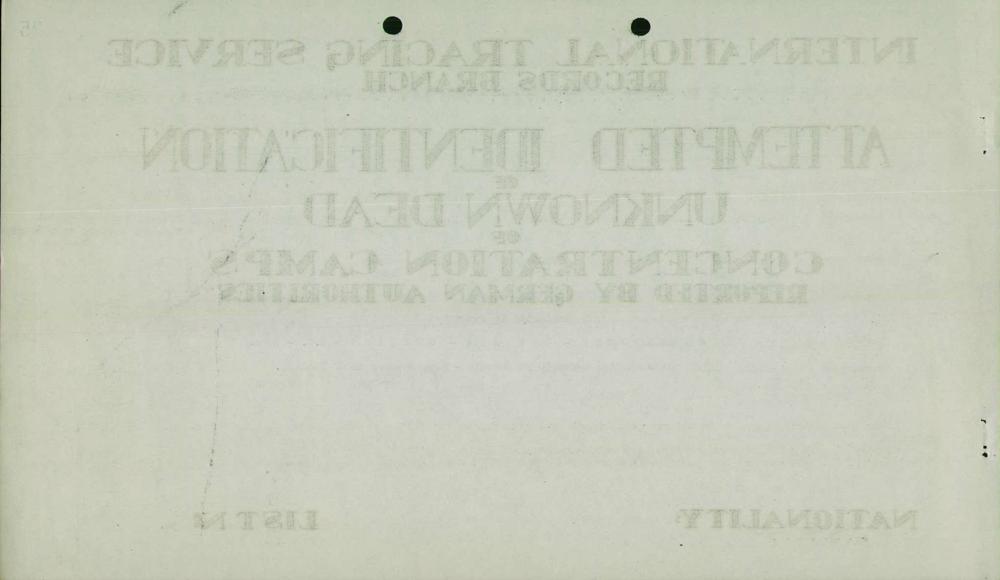 INTERNATIONAL TRACING SERVICE
RECORDS BRANCH
ATTEMPTED IDENTIFICATION
OF
UNKNOWN DEAD
OF
CONCENTRATION CAMPS
REPORTED BY GERMAN AUTHORITIES
NATIONALITY: LIST Nº